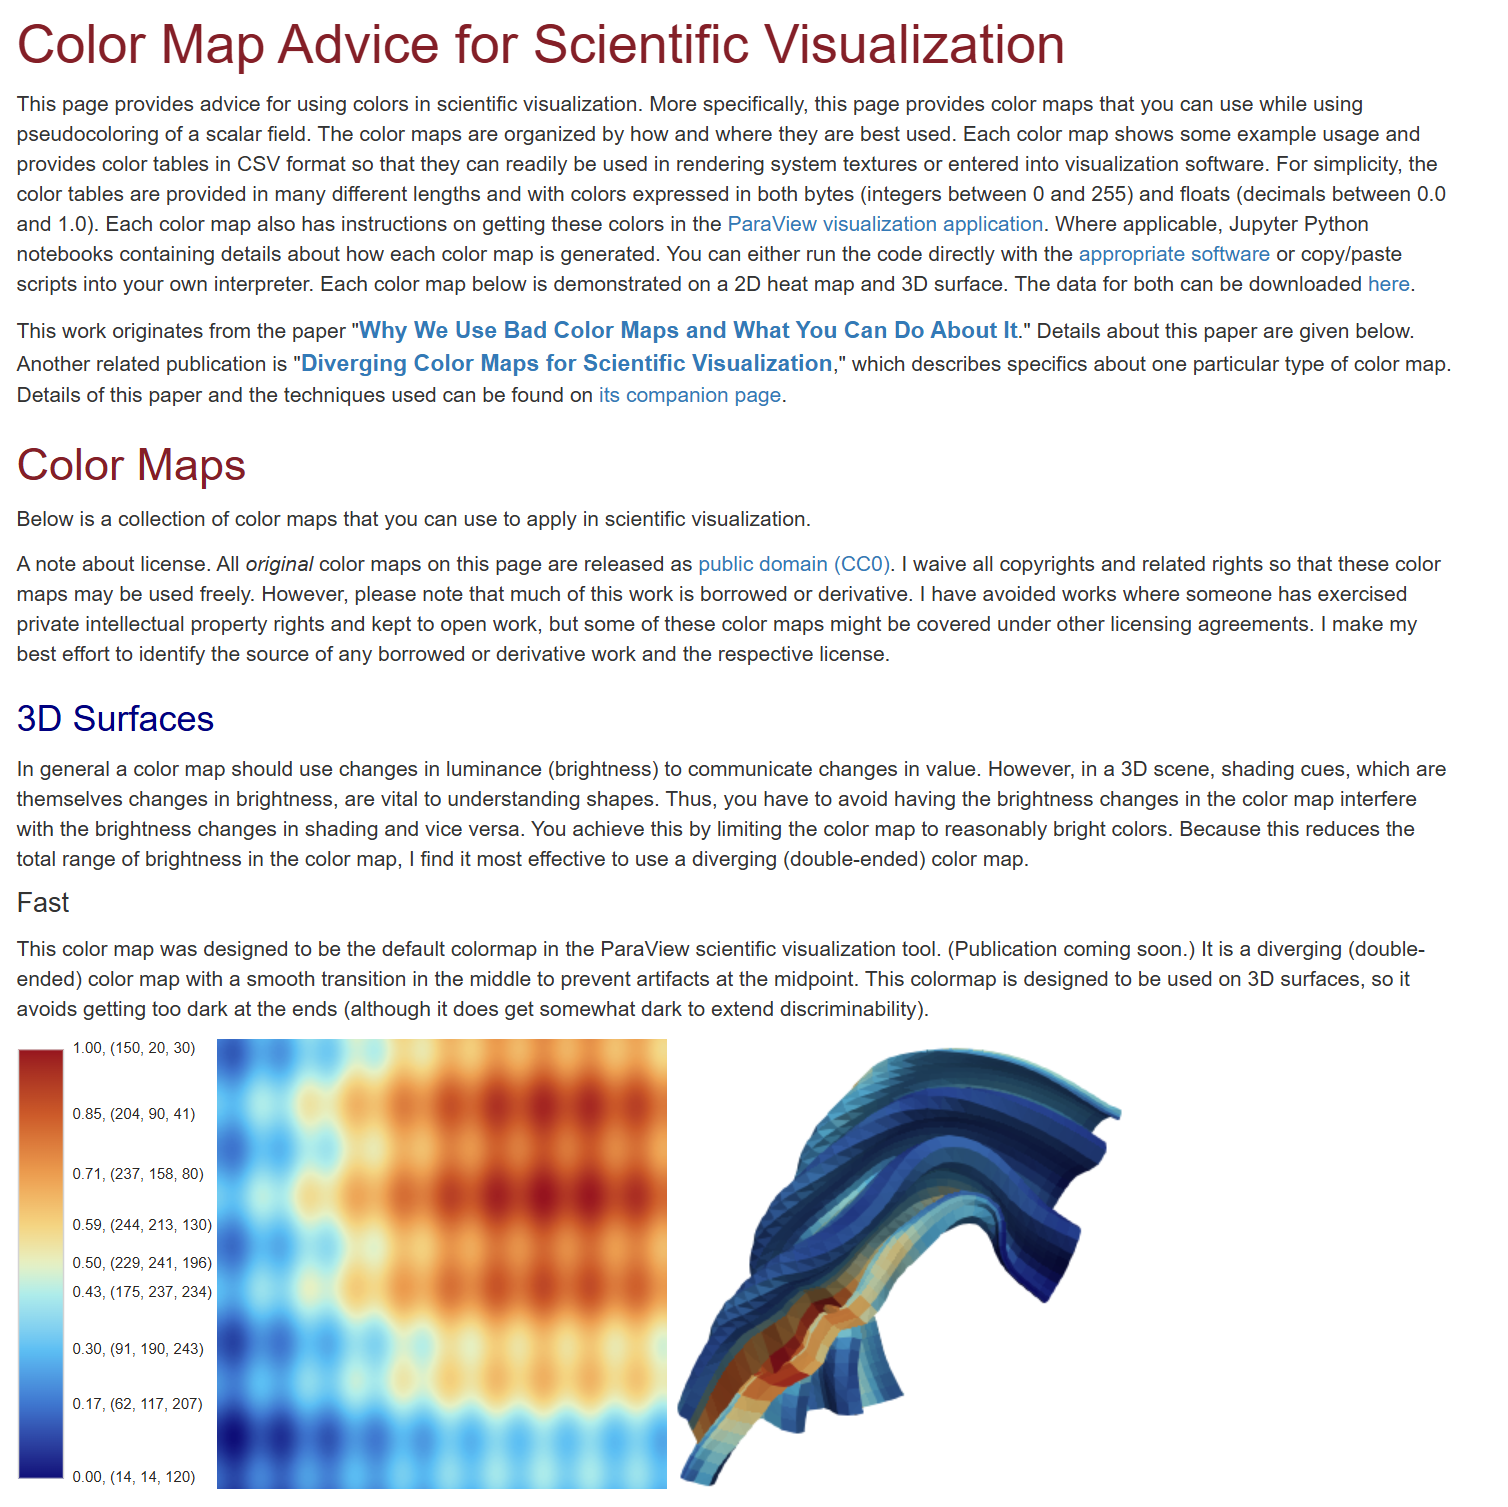 Color Map Advice for Scientific Visualization
This page provides advice for using colors in scientific visualization. More specifically, this page provides color maps that you can use while using
pseudocoloring of a scalar field. The color maps are organized by how and where they are best used. Each color map shows some example usage and
provides color tables in CSV format so that they can readily be used in rendering system textures or entered into visualization software. For simplicity, the
color tables are provided in many different lengths and with colors expressed in both bytes (integers between 0 and 255) and floats (decimals between 0.0
and 1.0). Each color map also has instructions on getting these colors in the ParaView visualization application. Where applicable, Jupyter Python
notebooks containing details about how each color map is generated. You can either run the code directly with the appropriate software or copy/paste
scripts into your own interpreter. Each color map below is demonstrated on a 2D heat map and 3D surface. The data for both can be downloaded here.
This work originates from the paper "Why We Use Bad Color Maps and What You Can Do About It." Details about this paper are given below.
Another related publication is "Diverging Color Maps for Scientific Visualization," which describes specifics about one particular type of color map.
Details of this paper and the techniques used can be found on its companion page.
Color Maps
Below is a collection of color maps that you can use to apply in scientific visualization.
A note about license. All original color maps on this page are released as public domain (CC0). I waive all copyrights and related rights so that these color
maps may be used freely. However, please note that much of this work is borrowed or derivative. I have avoided works where someone has exercised
private intellectual property rights and kept to open work, but some of these color maps might be covered under other licensing agreements. I make my
best effort to identify the source of any borrowed or derivative work and the respective license.
3D Surfaces
In general a color map should use changes in luminance (brightness) to communicate changes in value. However, in a 3D scene, shading cues, which are
themselves changes in brightness, are vital to understanding shapes. Thus, you have to avoid having the brightness changes in the color map interfere
with the brightness changes in shading and vice versa. You achieve this by limiting the color map to reasonably bright colors. Because this reduces the
total range of brightness in the color map, I find it most effective to use a diverging (double-ended) color map.
Fast
This color map was designed to be the default colormap in the ParaView scientific visualization tool. (Publication coming soon.) It is a diverging (double-
ended) color map with a smooth transition in the middle to prevent artifacts at the midpoint. This colormap is designed to be used on 3D surfaces, so it
avoids getting too dark at the ends (although it does get somewhat dark to extend discriminability).
1.00, (150, 20, 30)
0.85, (204, 90, 41)
0.71, (237, 158, 80)
0.59, (244, 213, 130)
0.50, (229, 241, 196)
0.43, (175, 237, 234)
0.30, (91, 190, 243)
0.17, (62, 117, 207)
0.00, (14, 14, 120)